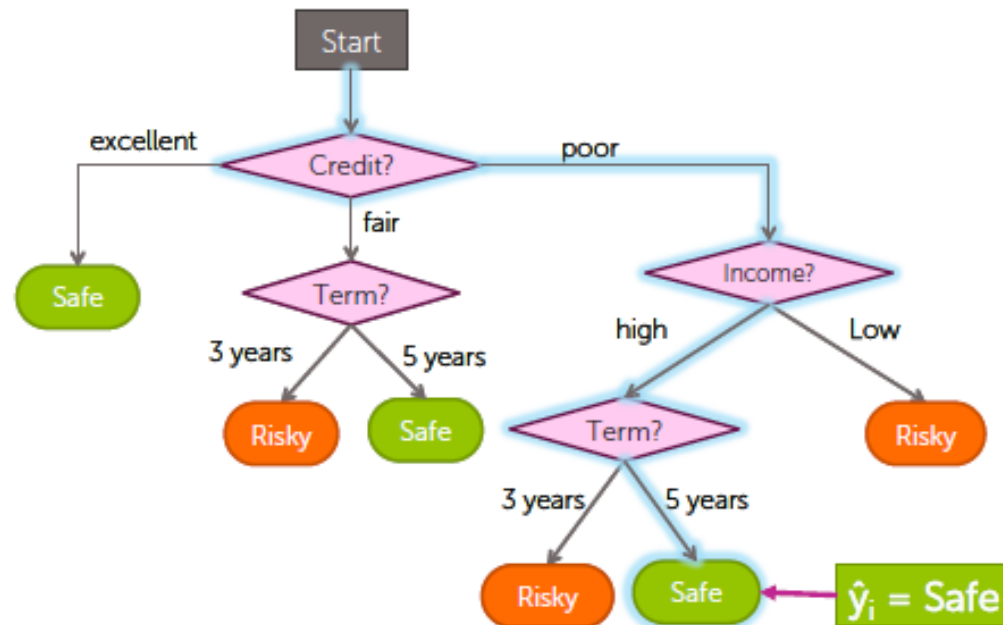 Start
excellent
Credit?
poor
fair
Safe
Term?
Income?
3 years
5 years
high
Low
Risky
Safe
Term?
Risky
3 years
5 years
Risky
Safe
ŷᵢ = Safe